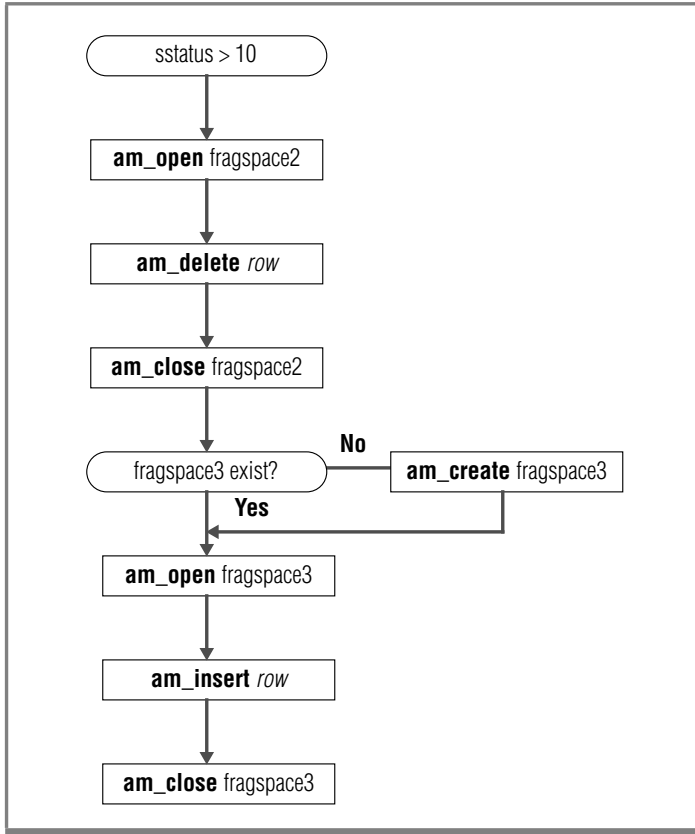 sstatus > 10
am_open fragspace2
am_delete row
am_close fragspace2
fragspace3 exist?
No
am_create fragspace3
Yes
am_open fragspace3
am_insert row
am_close fragspace3